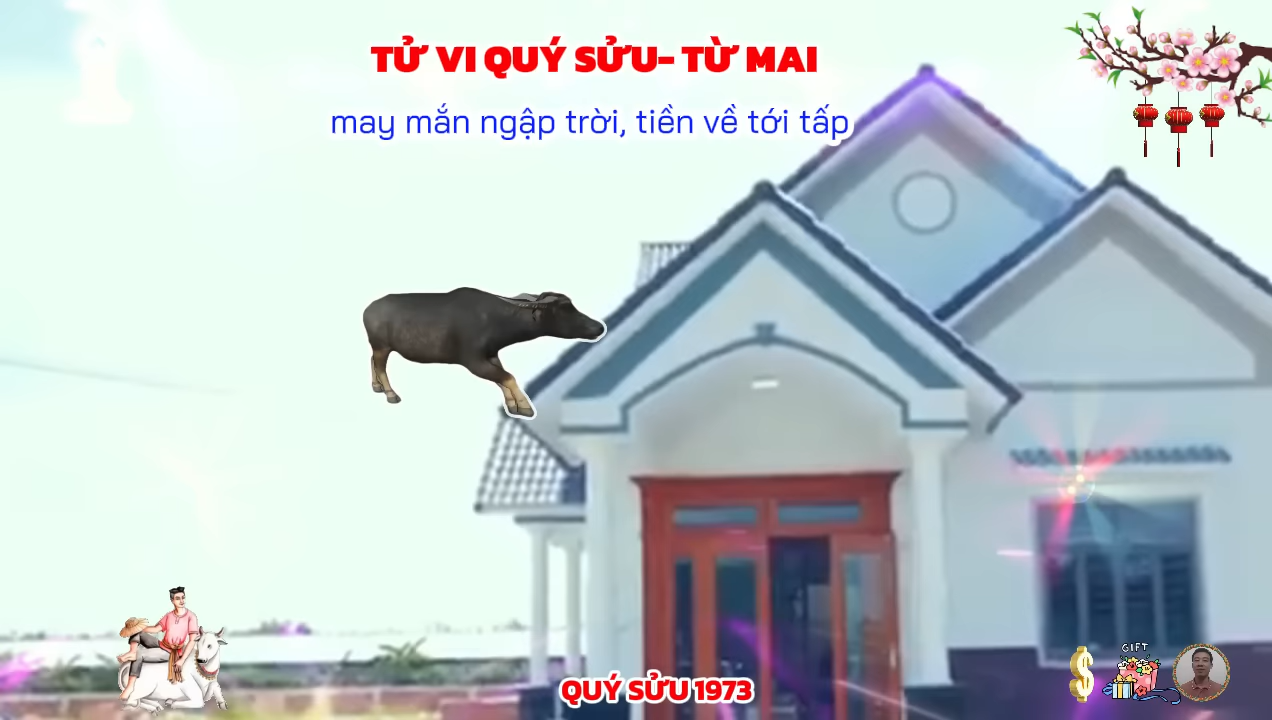 TỬ VI QUÝ SỬU- TỪ MAI
may mắn ngập trời, tiền về tới tấp
GIFT
QUÝ SỬU 1973